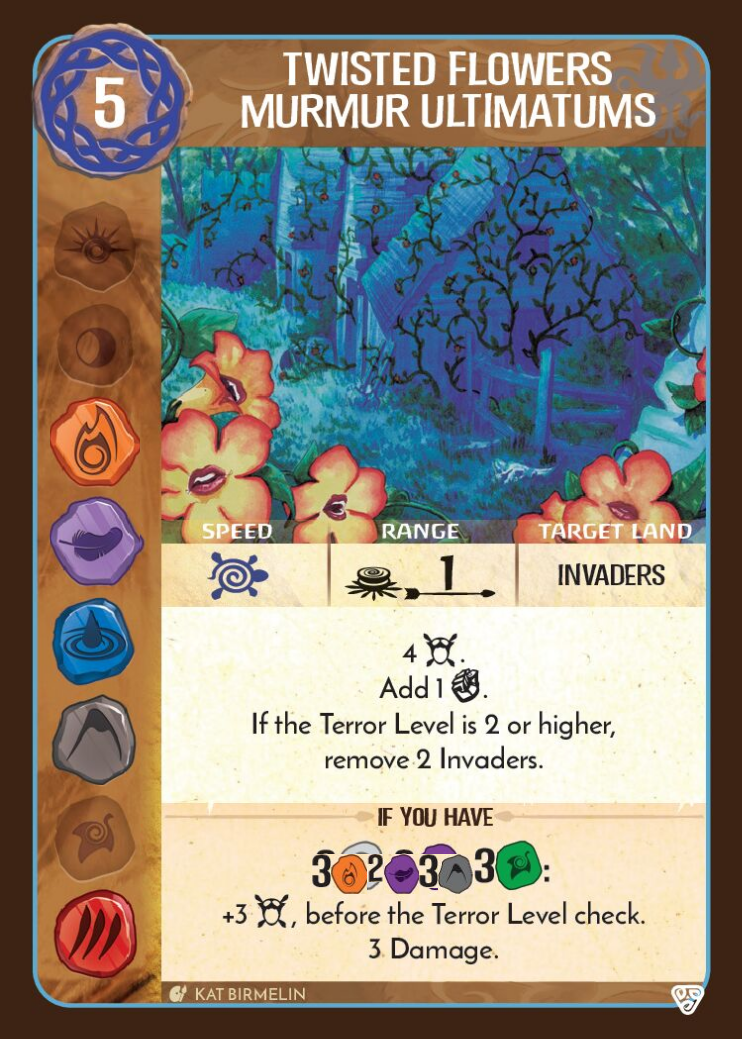 5
TWISTED FLOWERS
MURMUR ULTIMATUMS
SPEED RANGE TARGET LAND
1 INVADERS
4 .
Add 1 .
If the Terror Level is 2 or higher,
remove 2 Invaders.
IF YOU HAVE
3 2 3 3 :
+3 , before the Terror Level check.
3 Damage.
KAT BIRMELIN